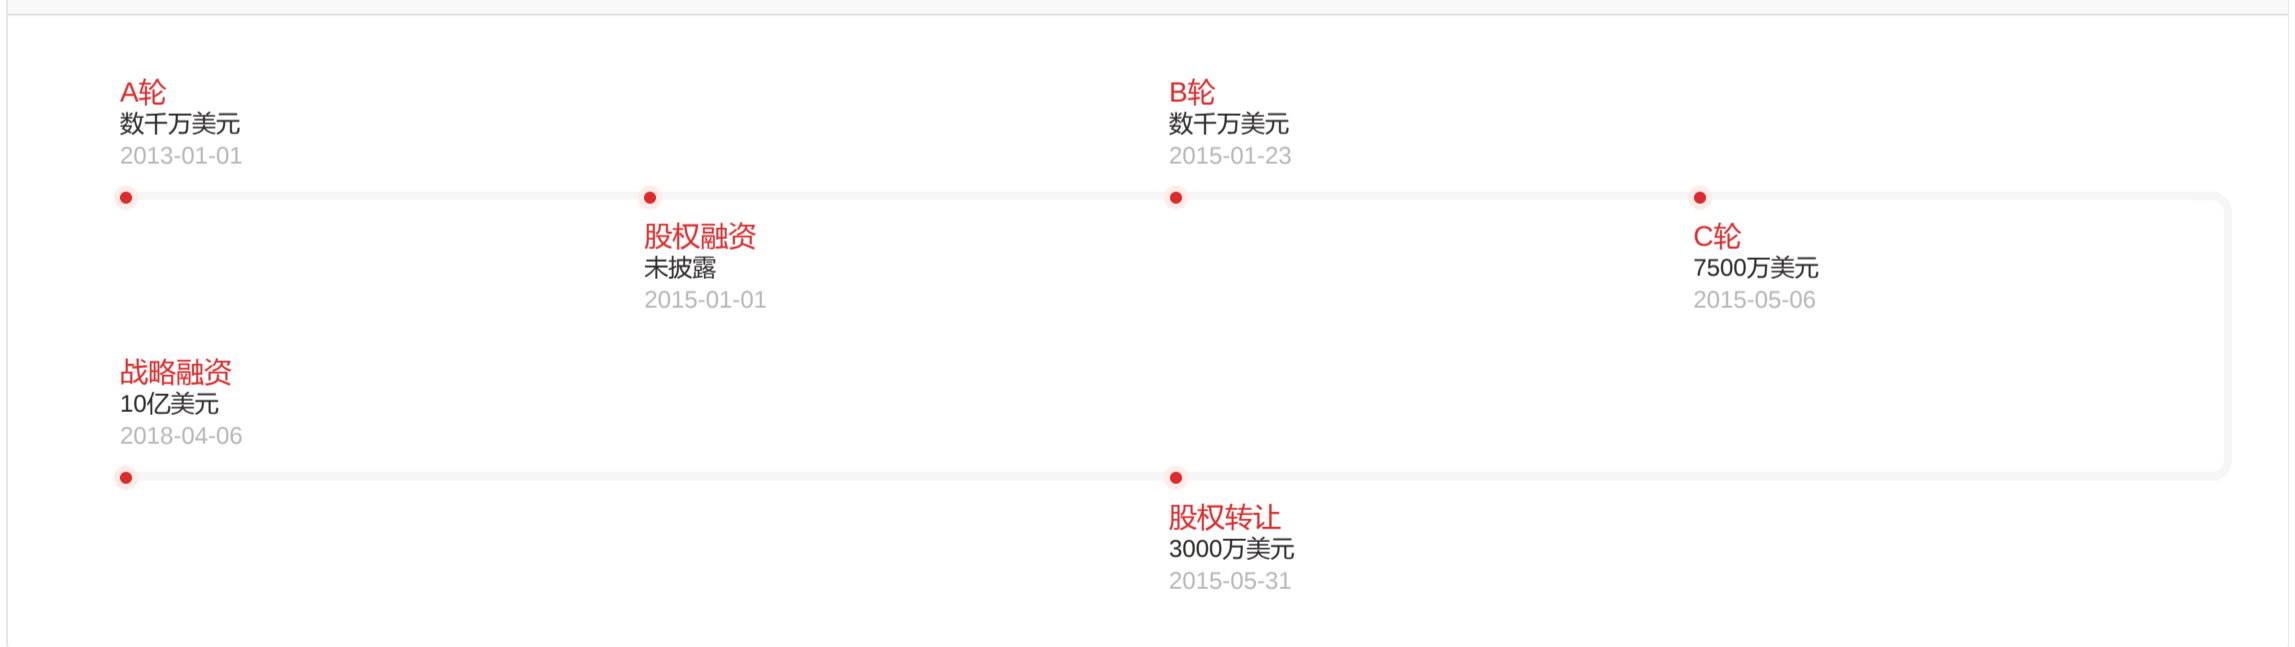 A轮
数千万美元
2013-01-01
股权融资
未披露
2015-01-01
B轮
数千万美元
2015-01-23
C轮
7500万美元
2015-05-06
股权转让
3000万美元
2015-05-31
战略融资
10亿美元
2018-04-06